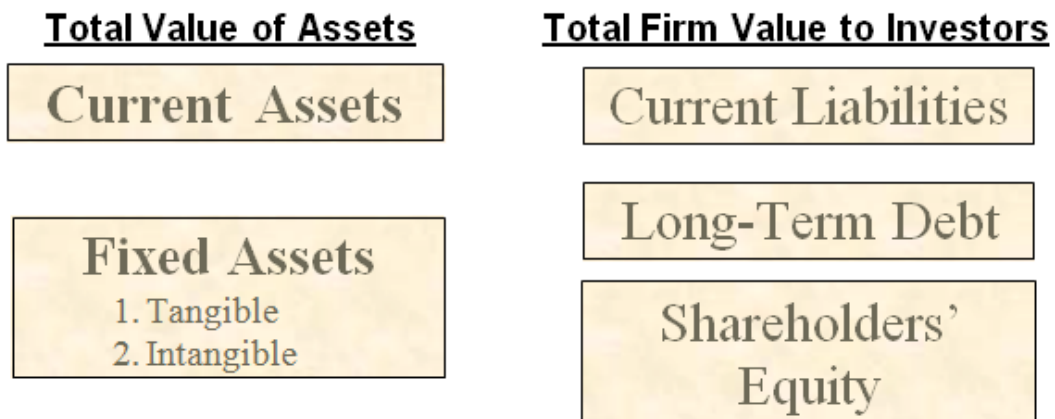 Total Value of Assets
Current Assets
Fixed Assets
1. Tangible
2. Intangible
Total Firm Value to Investors
Current Liabilities
Long-Term Debt
Shareholders’
Equity